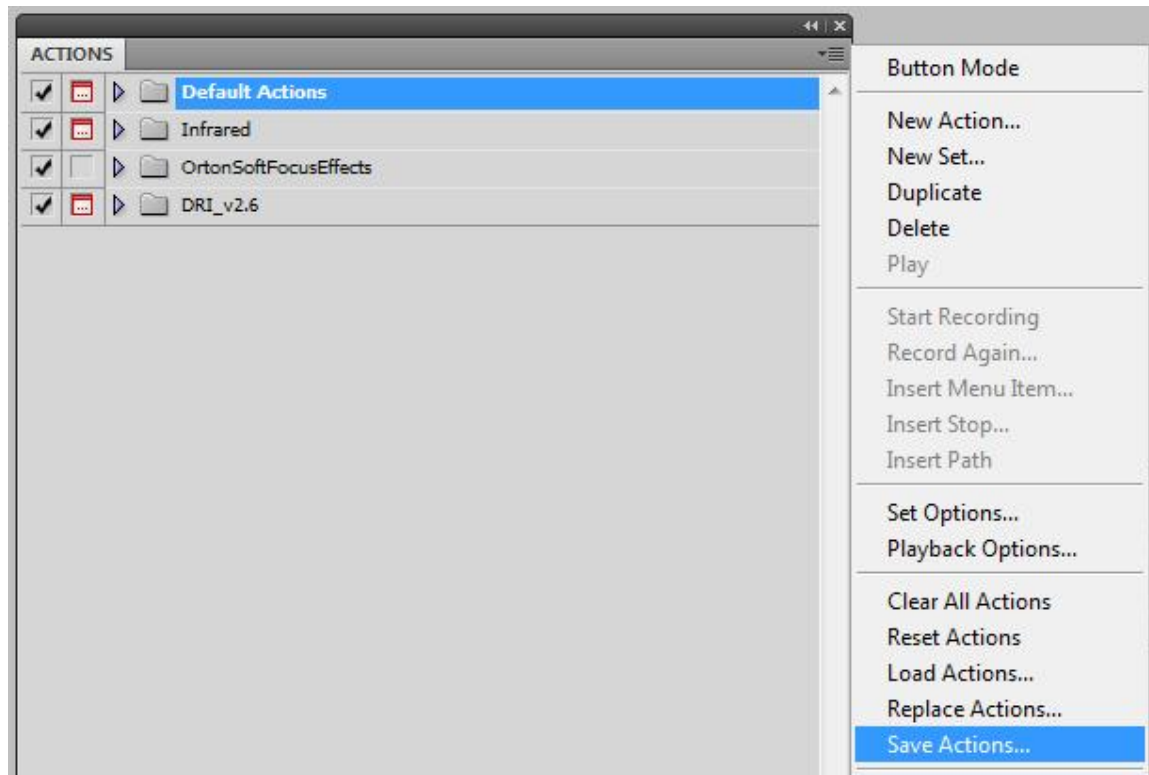 ACTIONS
Default Actions
Infrared
OrtonSoftFocusEffects
DRI_v2.6
Button Mode
New Action...
New Set...
Duplicate
Delete
Play
Start Recording
Record Again...
Insert Menu Item...
Insert Stop...
Insert Path
Set Options...
Playback Options...
Clear All Actions
Reset Actions
Load Actions...
Replace Actions...
Save Actions...